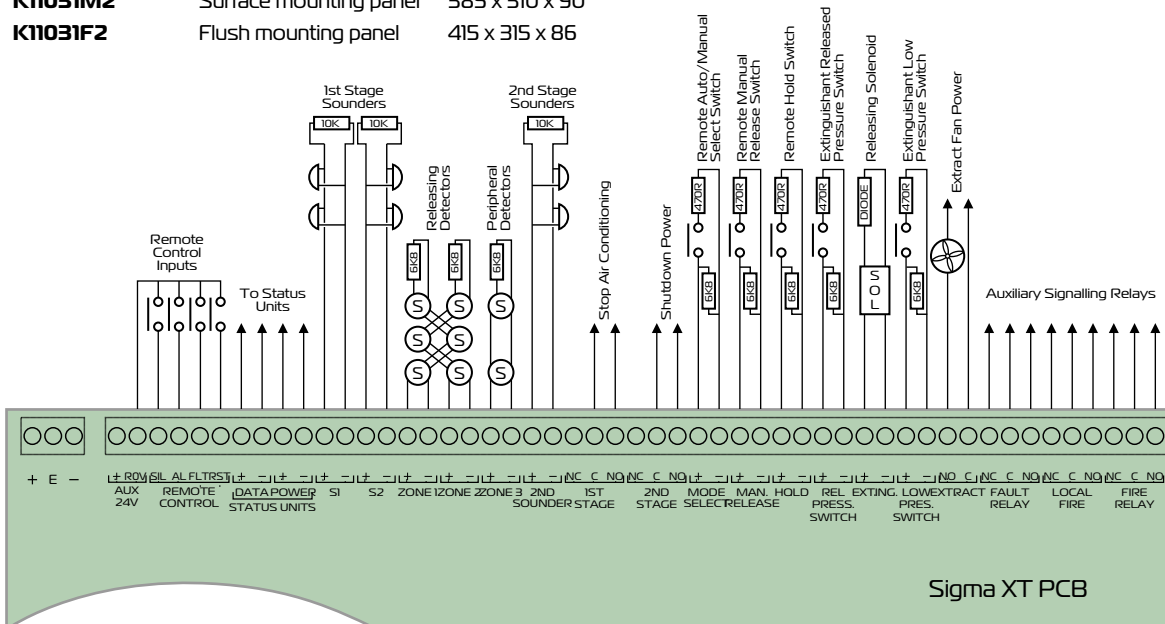 K11031M2 Surface mounting panel 385 x 310 x 90
K11031F2 Flush mounting panel 415 x 315 x 86
1st Stage
Sounders
10K 10K
2nd Stage
Sounders
10K
Releasing
Detectors
Peripheral
Detectors
Stop Air Conditioning
Shutdown Power
Remote Auto/Manual
Select Switch
Remote Manual
Release Switch
Remote Hold Switch
Extinguishant Released
Pressure Switch
Releasing Solenoid
Extinguishant Low
Pressure Switch
Extract Fan Power
470R 470R 470R 470R DIODE 470R
Remote
Control
Inputs
To Status
Units
6K8 6K8 6K8
6K8 6K8 6K8 6K8 6K8
S O L
Auxiliary Signalling Relays
S S S
S S
S S S
+ E −
+ R0V SIL AL FLT RST + − + − + − + − + − + − + − + − NC C NO NC C NO + − + − + − + − + − + − NO C NC C NO NC C NO NC C NO
AUX
24V
REMOTE
CONTROL
DATA POWER
STATUS UNITS
S1
S2
ZONE 1
ZONE 2
ZONE 3
2ND
SOUNDER
1ST
STAGE
2ND
STAGE
MODE
SELECT
MAN.
RELEASE
HOLD
REL
PRESS.
SWITCH
EXTING.
LOW
PRES.
SWITCH
EXTRACT
FAULT
RELAY
LOCAL
FIRE
FIRE
RELAY
Sigma XT PCB